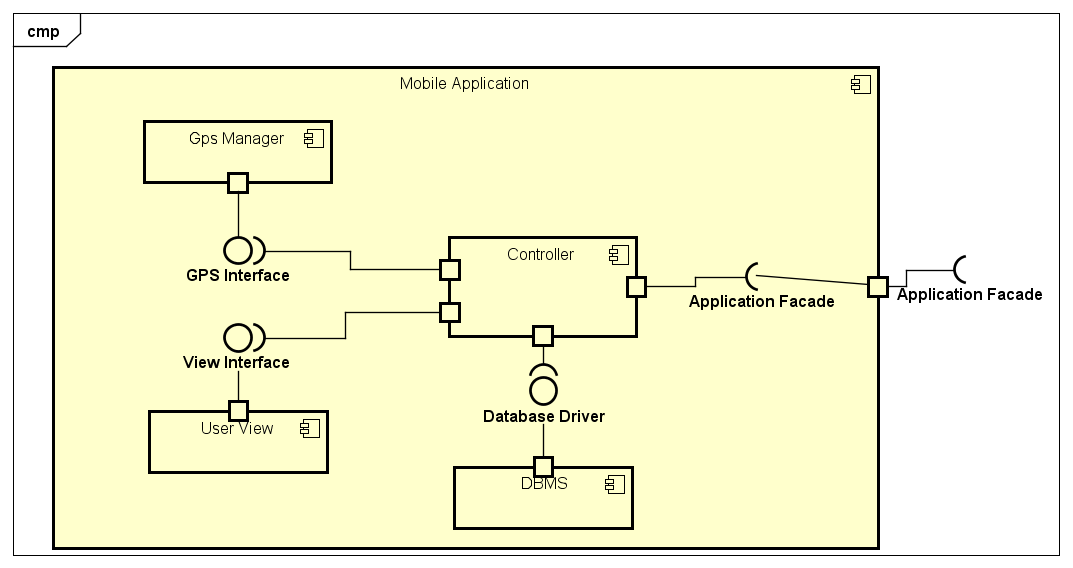 cmp
Mobile Application
Gps Manager
GPS Interface
Controller
Application Facade
Application Facade
View Interface
User View
Database Driver
DBMS